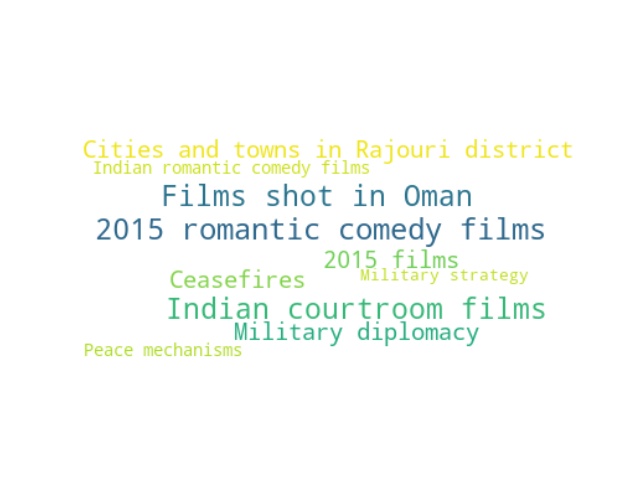 Cities and towns in Rajouri district
Indian romantic comedy films
Films shot in Oman
2015 romantic comedy films
2015 films
Ceasefires
Military strategy
Indian courtroom films
Military diplomacy
Peace mechanisms